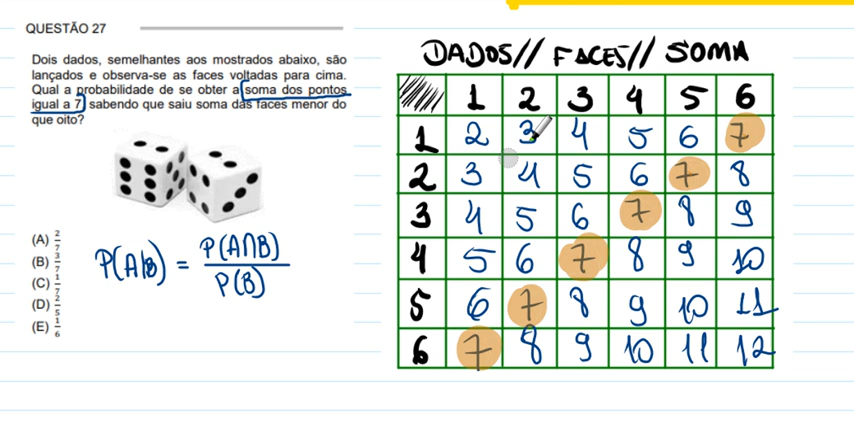 QUESTÃO 27
Dois dados, semelhantes aos mostrados abaixo, são
lançados e observa-se as faces voltadas para cima.
Qual a probabilidade de se obter a soma dos pontos
igual a 7, sabendo que saiu soma das faces menor do
que oito?
(A) 2/7
(B) 3/7
(C) 1/7
(D) 2/5
(E) 1/6
P(A|B) = P(A∩B)/P(B)
DADOS// FACES// SOMA
1 2 3 4 5 6
1 2 3 4 5 6 7
2 3 4 5 6 7 8
3 4 5 6 7 8 9
4 5 6 7 8 9 10
5 6 7 8 9 10 11
6 7 8 9 10 11 12